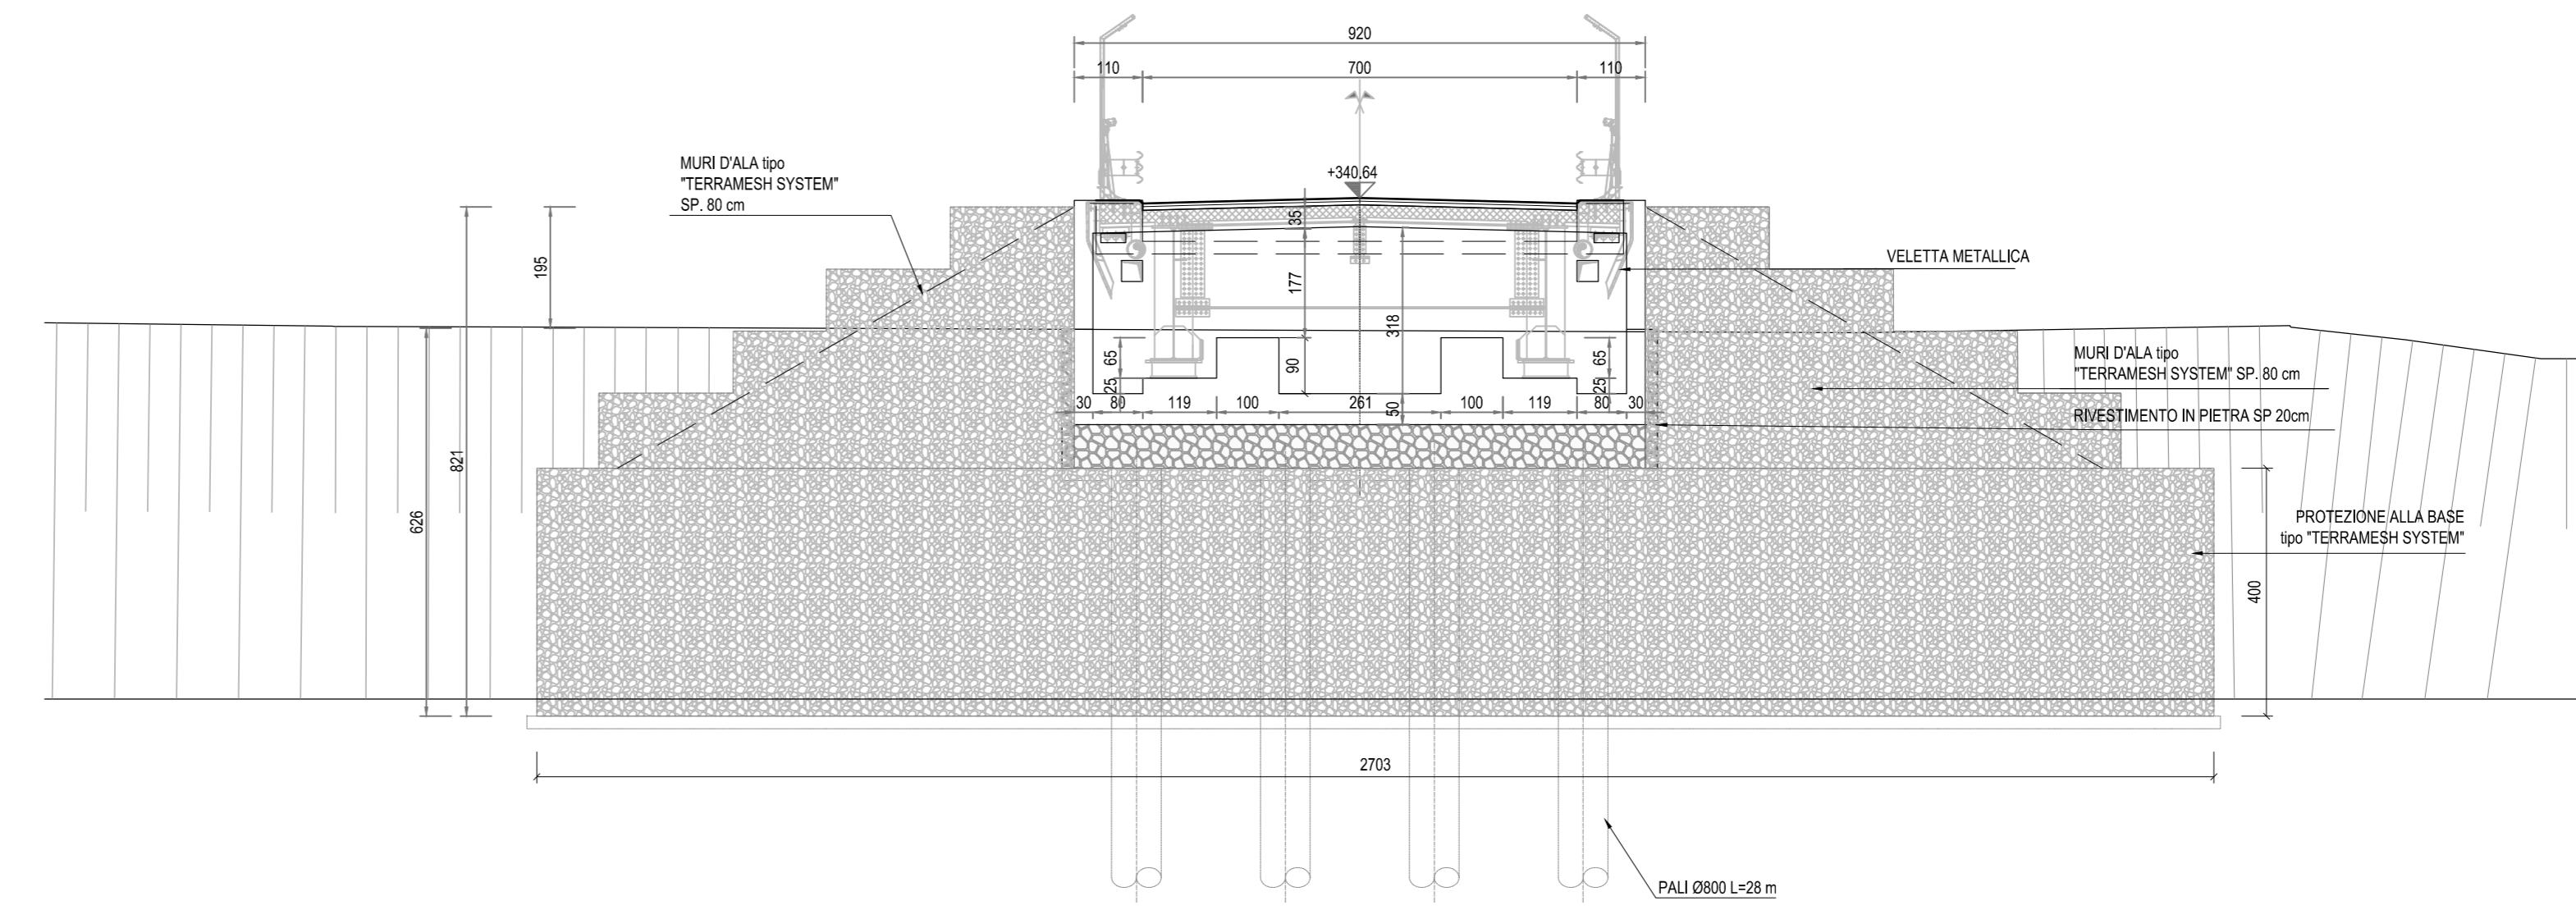 920
110
700
110
MURI D'ALA tipo
"TERRAMESH SYSTEM"
SP. 80 cm
+340,64
35
195
177
318
VELETTA METALLICA
MURI D'ALA tipo
"TERRAMESH SYSTEM" SP. 80 cm
65
25
90
65
25
30
80
119
100
261
50
100
119
80
30
RIVESTIMENTO IN PIETRA SP 20cm
821
626
PROTEZIONE ALLA BASE
tipo "TERRAMESH SYSTEM"
400
2703
PALI Ø800 L=28 m